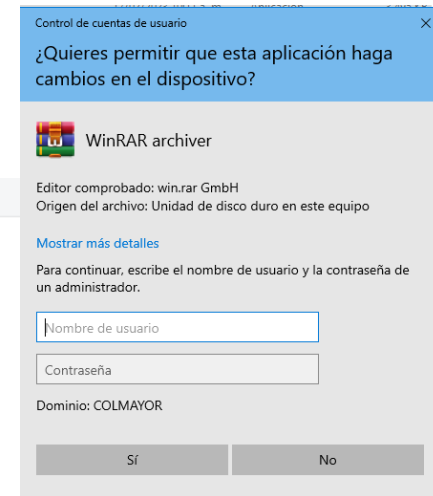 Control de cuentas de usuario
¿Quieres permitir que esta aplicación haga
cambios en el dispositivo?
WinRAR archiver
Editor comprobado: win.rar GmbH
Origen del archivo: Unidad de disco duro en este equipo
Mostrar más detalles
Para continuar, escribe el nombre de usuario y la contraseña de
un administrador.
Nombre de usuario
Contraseña
Dominio: COLMAYOR
Sí
No